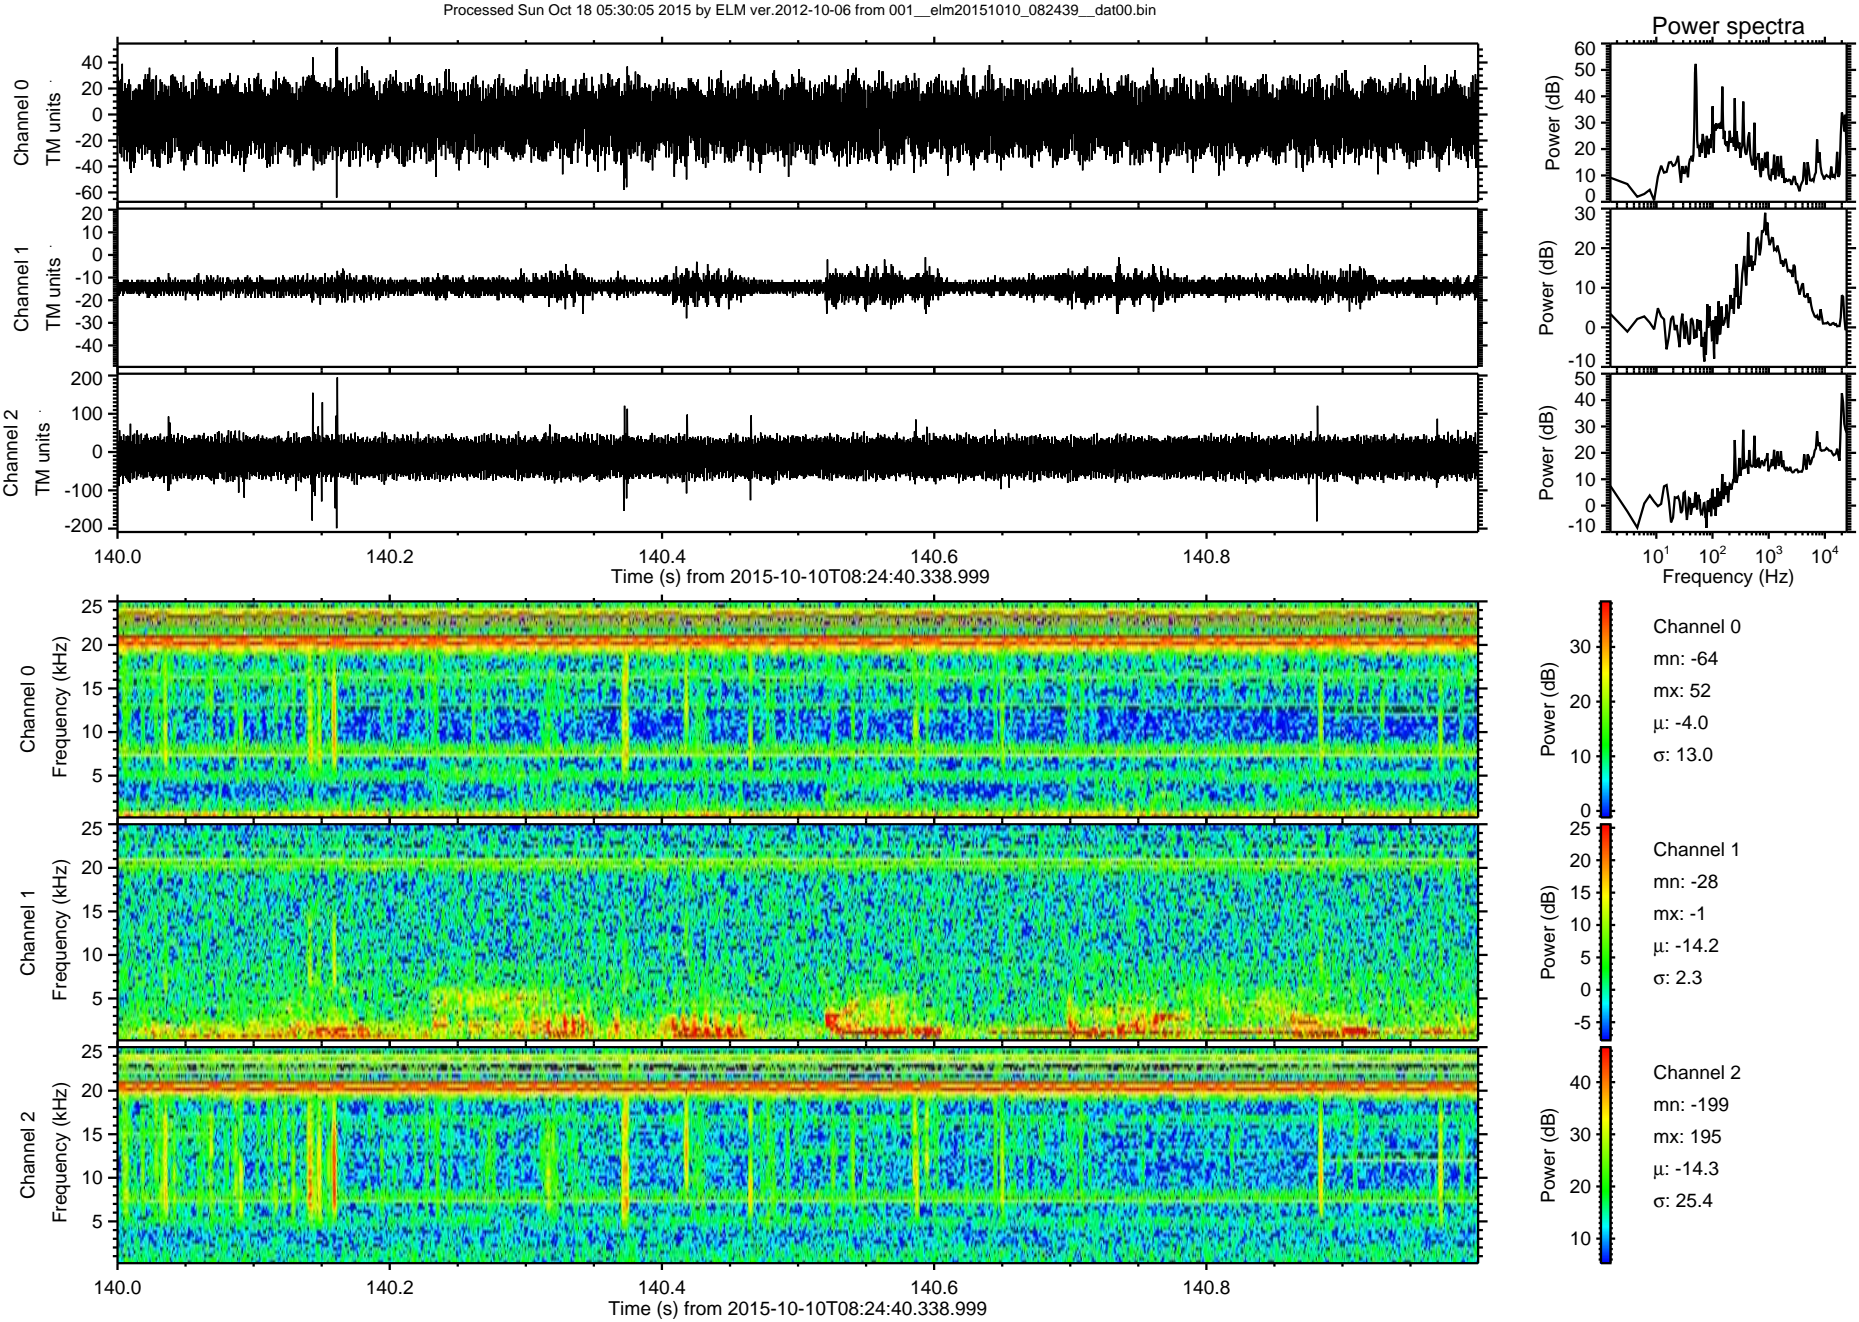 Processed Sun Oct 18 05:30:05 2015 by ELM ver.2012-10-06 from 001__elm20151010_082439__dat00.bin
Power spectra
Channel 0
TM units
40
20
0
-20
-40
-60
Power (dB)
60
50
40
30
20
10
0
Channel 1
TM units
20
10
0
-10
-20
-30
-40
Power (dB)
30
20
10
0
-10
Channel 2
TM units
200
100
0
-100
-200
Power (dB)
50
40
30
20
10
0
-10
140.0 140.2 140.4 140.6 140.8
Time (s) from 2015-10-10T08:24:40.338.999
10¹ 10² 10³ 10⁴
Frequency (Hz)
Channel 0
Frequency (kHz)
25
20
15
10
5
Power (dB)
30
20
10
0
Channel 0
mn: -64
mx: 52
μ: -4.0
σ: 13.0
Channel 1
Frequency (kHz)
25
20
15
10
5
Power (dB)
25
20
15
10
5
0
-5
Channel 1
mn: -28
mx: -1
μ: -14.2
σ: 2.3
Channel 2
Frequency (kHz)
25
20
15
10
5
Power (dB)
40
30
20
10
Channel 2
mn: -199
mx: 195
μ: -14.3
σ: 25.4
140.0 140.2 140.4 140.6 140.8
Time (s) from 2015-10-10T08:24:40.338.999